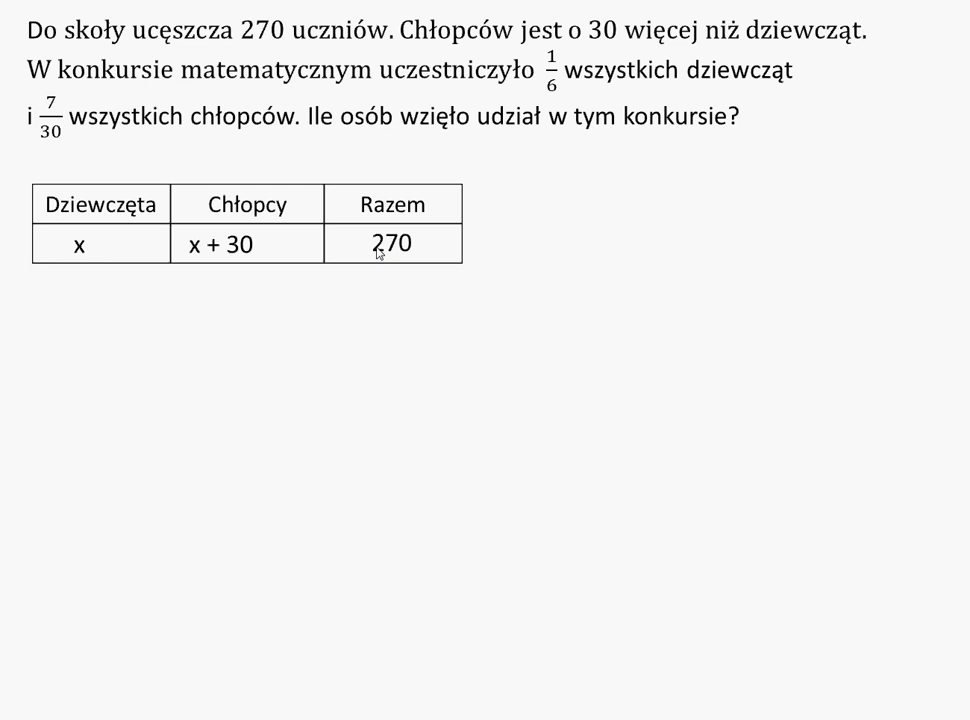 Do skoły ucęszcza 270 uczniów. Chłopców jest o 30 więcej niż dziewcząt.
W konkursie matematycznym uczestniczyło 1/6 wszystkich dziewcząt
i 7/30 wszystkich chłopców. Ile osób wzięło udział w tym konkursie?
Dziewczęta Chłopcy Razem
x x + 30 270